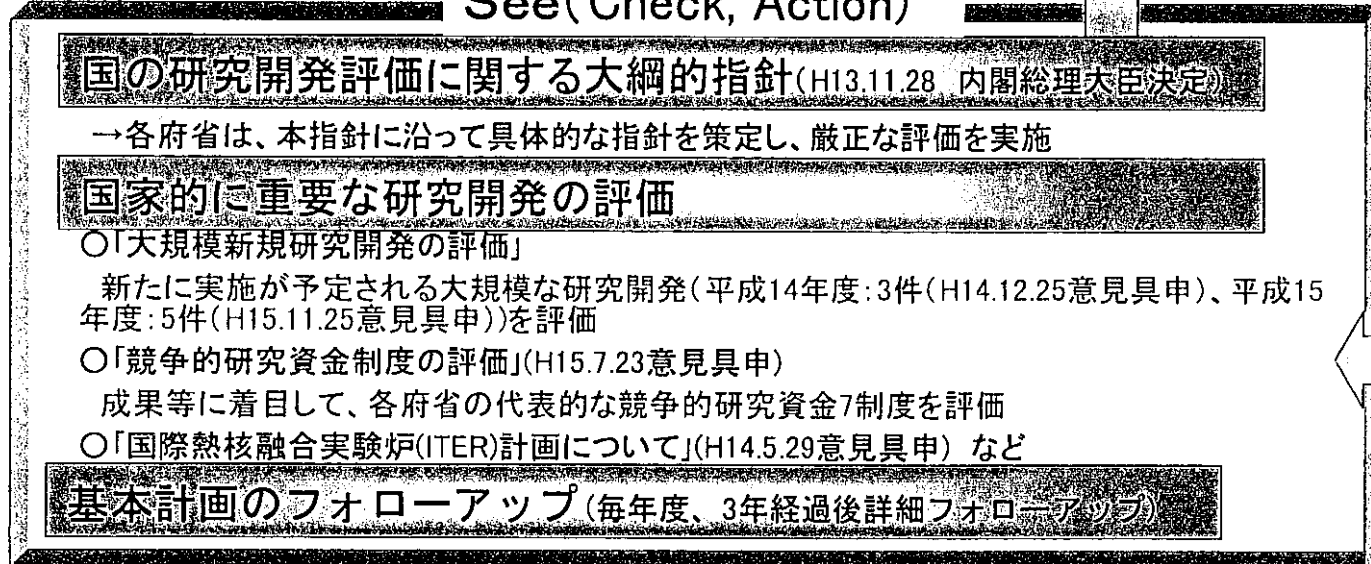 See(Check, Action)
国の研究開発評価に関する大綱的指針(H13.11.28 内閣総理大臣決定)
→各府省は、本指針に沿って具体的な指針を策定し、厳正な評価を実施
国家的に重要な研究開発の評価
○「大規模新規研究開発の評価」
新たに実施が予定される大規模な研究開発(平成14年度:3件(H14.12.25意見具申)、平成15
年度:5件(H15.11.25意見具申))を評価
○「競争的研究資金制度の評価」(H15.7.23意見具申)
成果等に着目して、各府省の代表的な競争的研究資金7制度を評価
○「国際熱核融合実験炉(ITER)計画について」(H14.5.29意見具申) など
基本計画のフォローアップ(毎年度、3年経過後詳細フォローアップ)